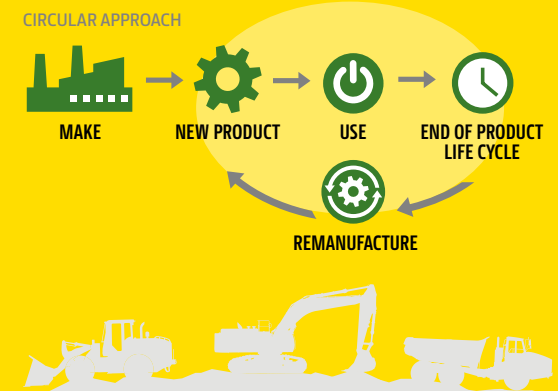 CIRCULAR APPROACH
MAKE
NEW PRODUCT
USE
END OF PRODUCT
LIFE CYCLE
REMANUFACTURE